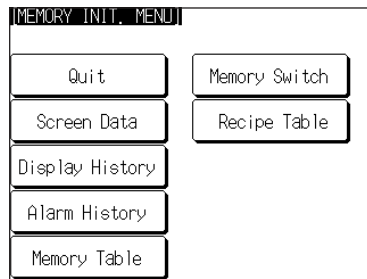 [MEMORY INIT. MENU]
Quit
Memory Switch
Screen Data
Recipe Table
Display History
Alarm History
Memory Table